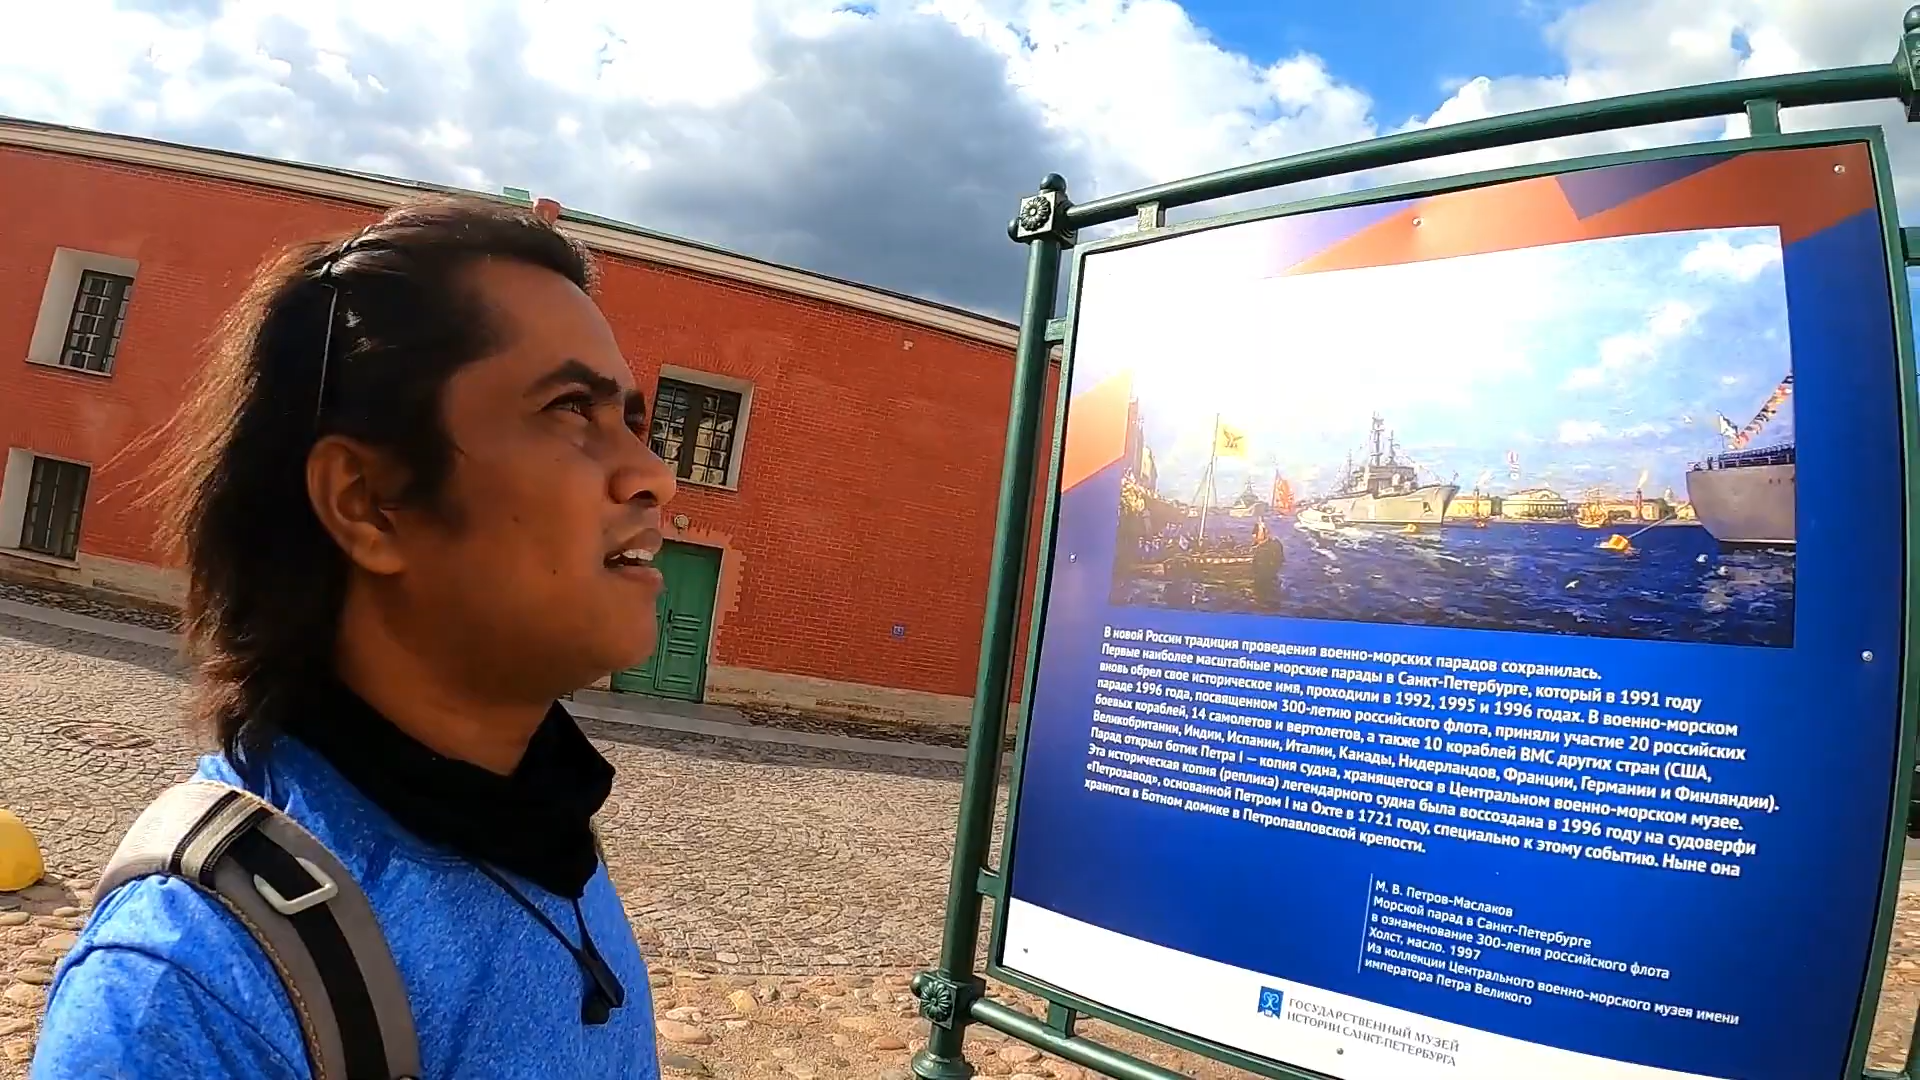 В новой России традиция проведения военно-морских парадов сохранилась.
Первые наиболее масштабные морские парады в Санкт-Петербурге, который в 1991 году
вновь обрел свое историческое имя, проходили в 1992, 1995 и 1996 годах. В военно-морском
параде 1996 года, посвященном 300-летию российского флота, приняли участие 20 российских
боевых кораблей, 14 самолетов и вертолетов, а также 10 кораблей ВМС других стран (США,
Великобритании, Индии, Испании, Италии, Канады, Нидерландов, Франции, Германии и Финляндии).
Парад открыл ботик Петра I — копия судна, хранящегося в Центральном военно-морском музее.
Эта историческая копия (реплика) легендарного судна была воссоздана в 1996 году на судоверфи
«Петрозавод», основанной Петром I на Охте в 1721 году, специально к этому событию. Ныне она
хранится в Ботном домике в Петропавловской крепости.
М. В. Петров-Маслаков
Морской парад в Санкт-Петербурге
в ознаменование 300-летия российского флота
Холст, масло. 1997
Из коллекции Центрального военно-морского музея имени
императора Петра Великого
ГОСУДАРСТВЕННЫЙ МУЗЕЙ
ИСТОРИИ САНКТ-ПЕТЕРБУРГА